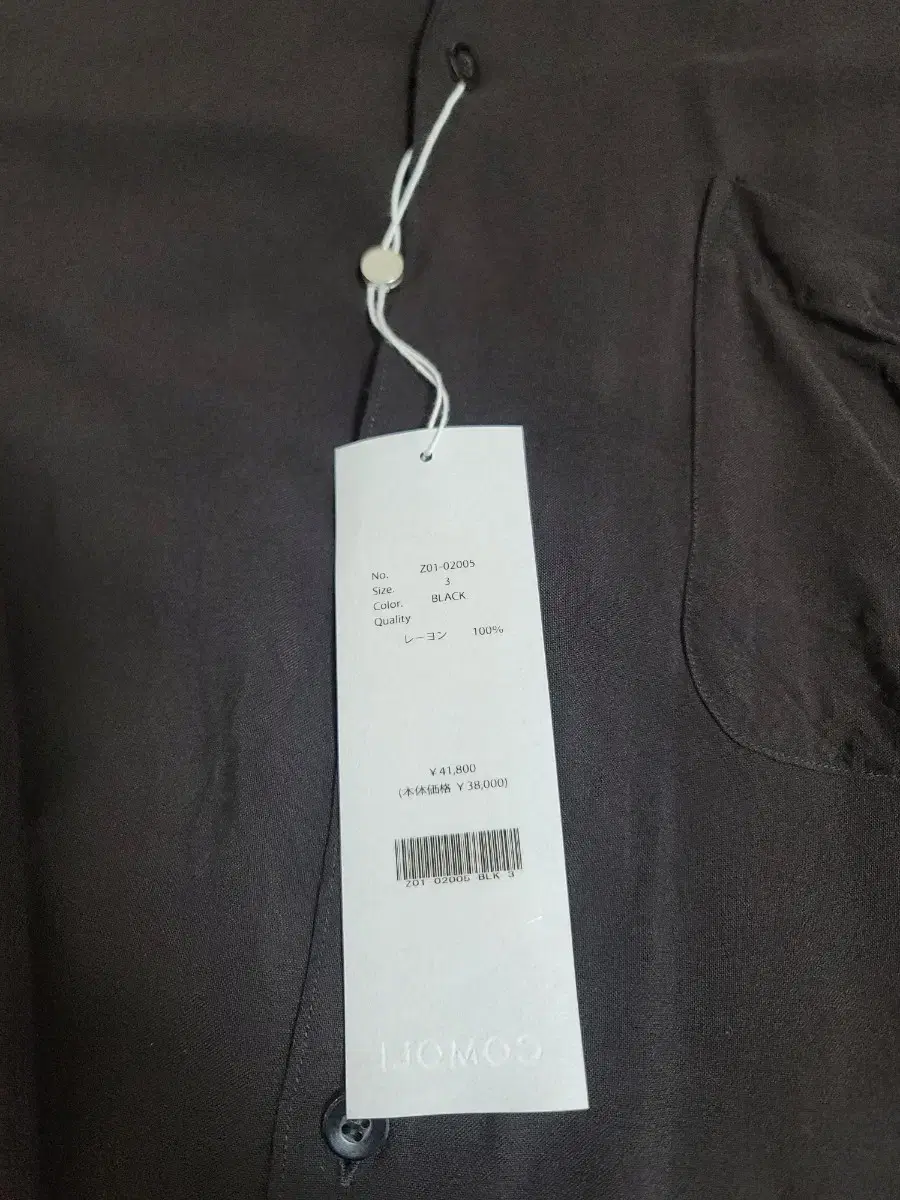 No. Z01-02005
Size. 3
Color. BLACK
Quality
レーヨン 100%
¥41,800
(本体価格 ¥38,000)
Z01 02005 BLK 3
COMOLI